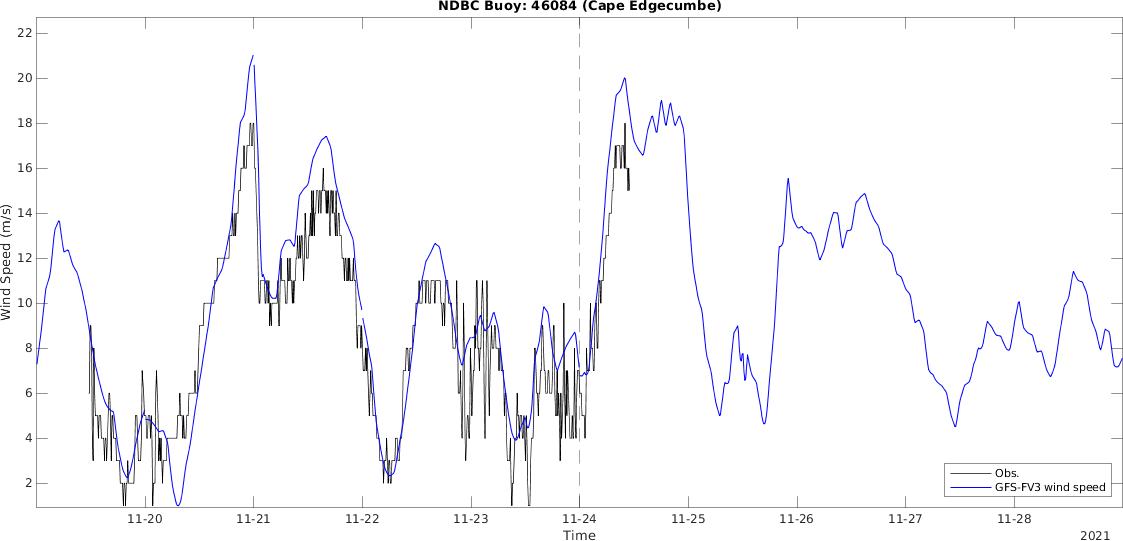 NDBC Buoy: 46084 (Cape Edgecumbe)
22
20
18
16
14
12
10
8
6
4
2
Wind Speed (m/s)
11-20 11-21 11-22 11-23 11-24 11-25 11-26 11-27 11-28
Time
2021
Obs.
GFS-FV3 wind speed